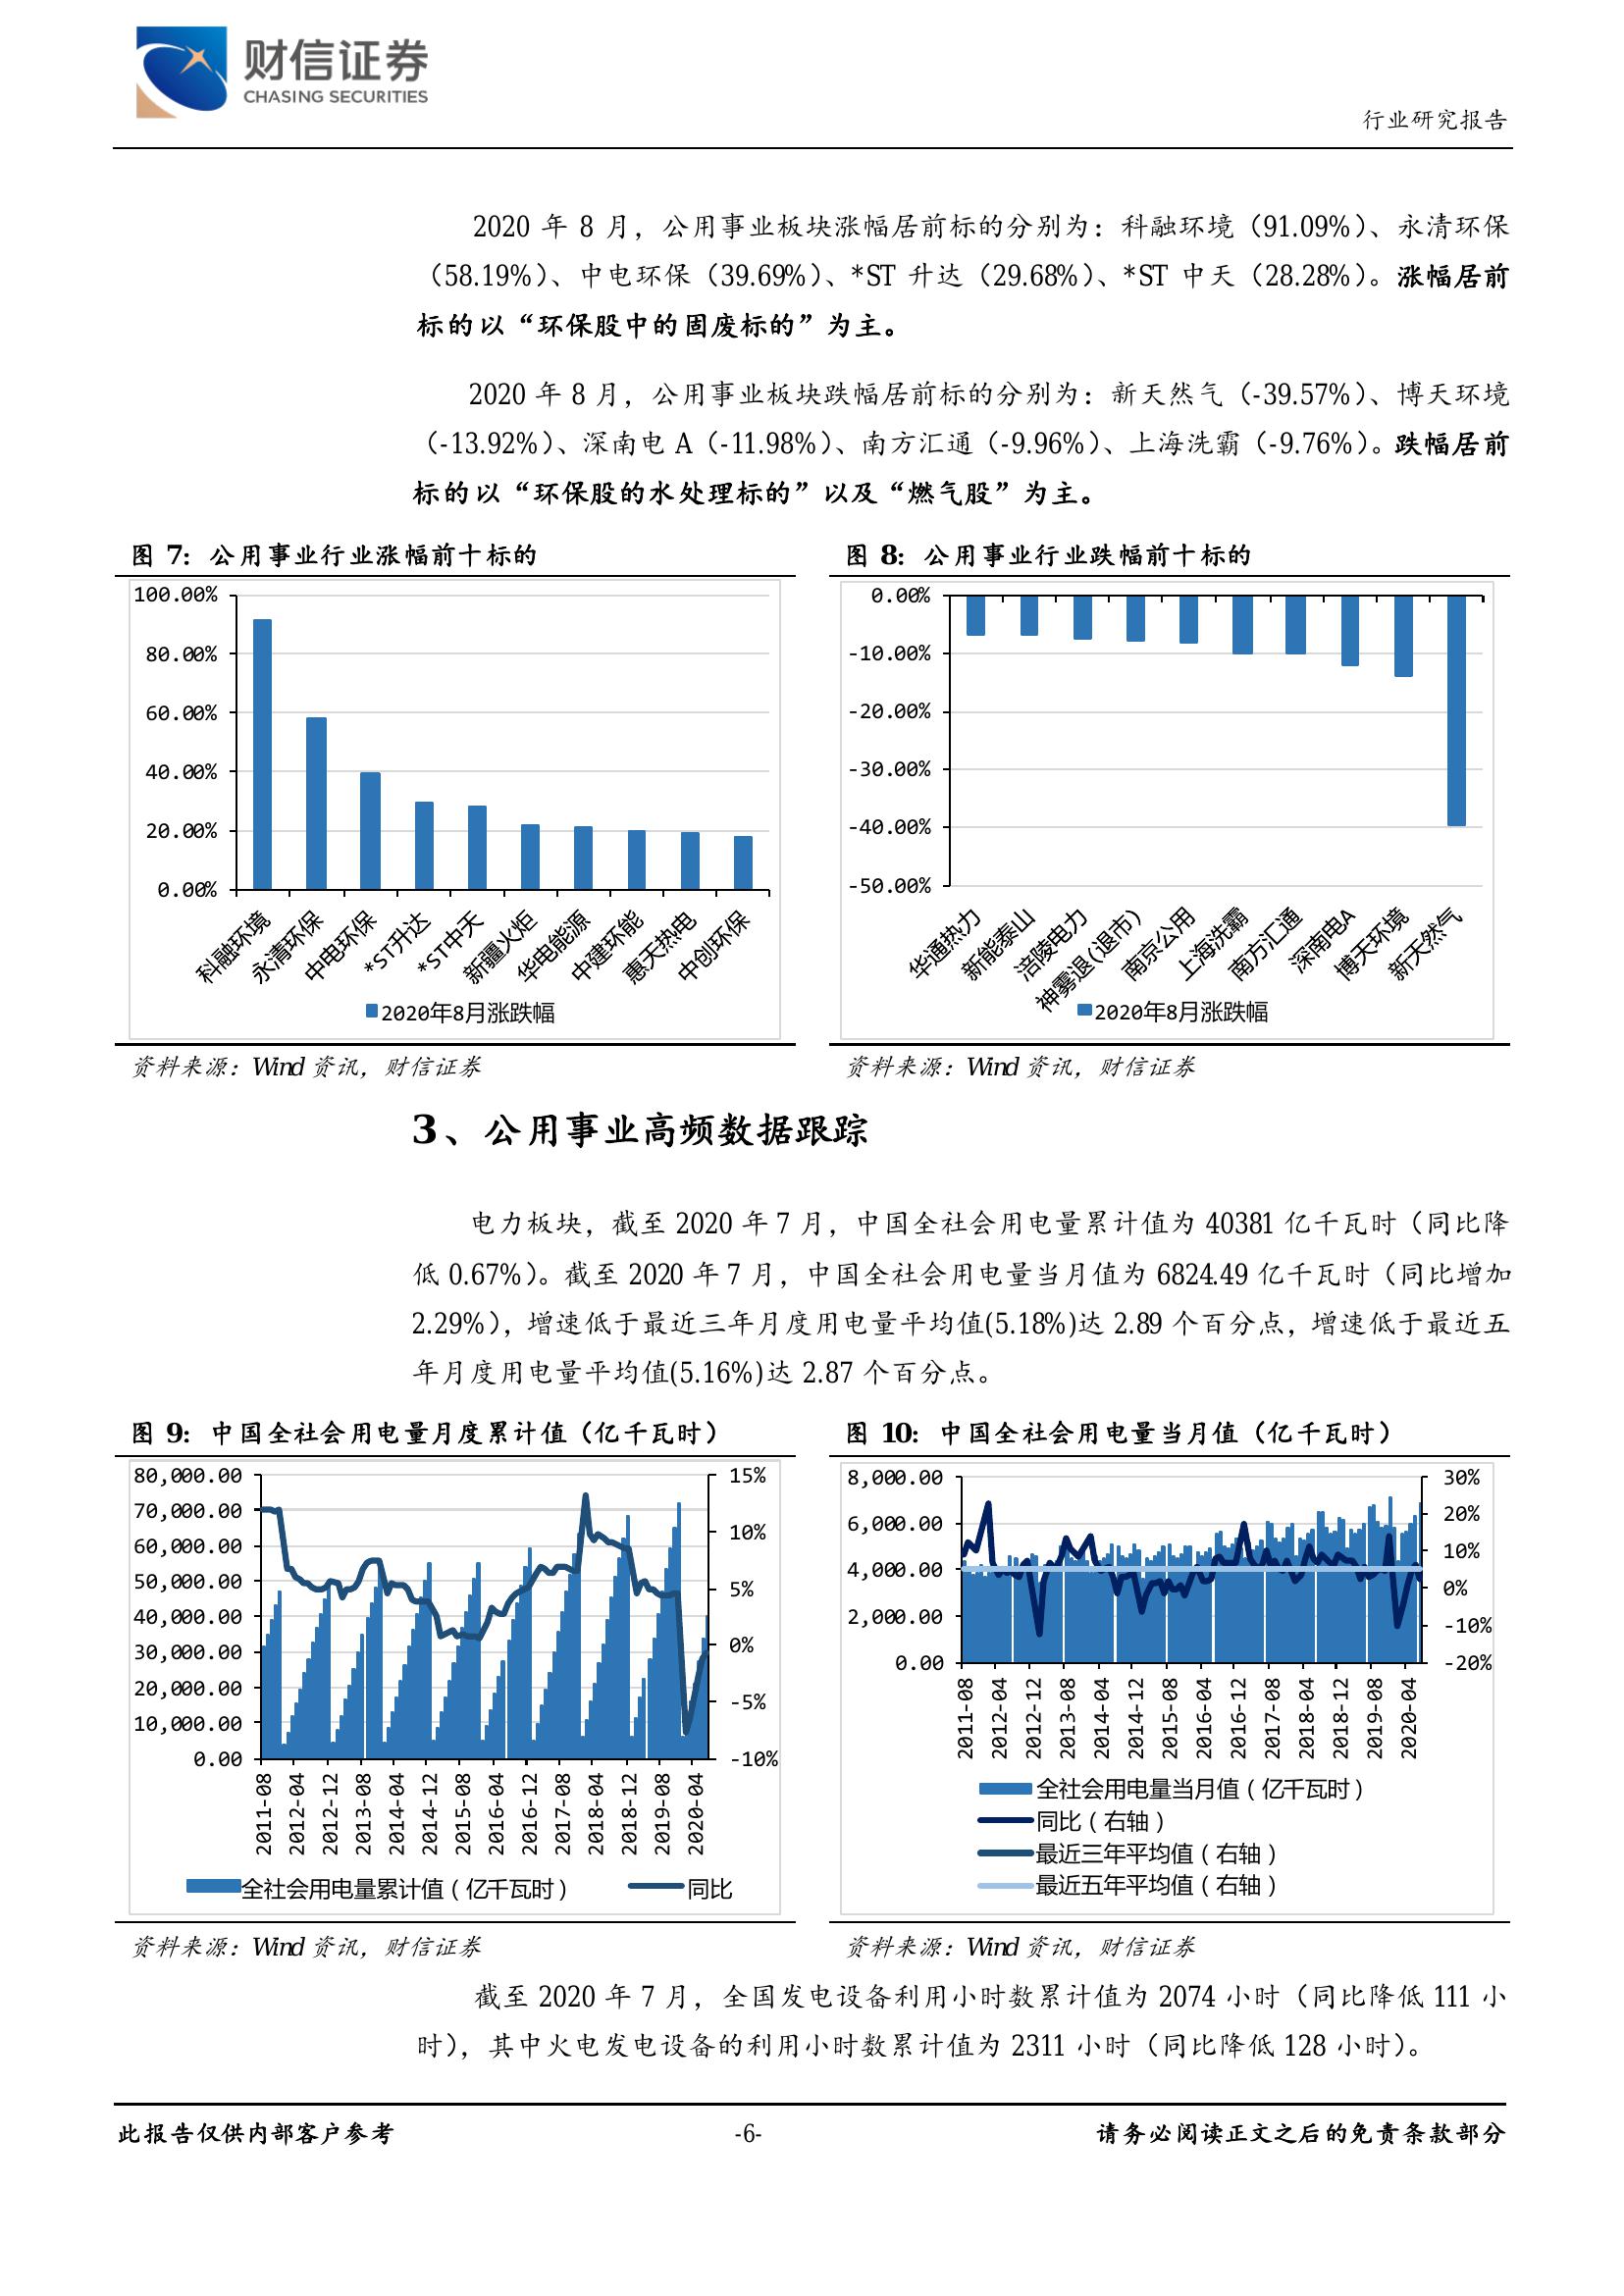 财信证券
CHASING SECURITIES
行业研究报告
2020 年 8 月，公用事业板块涨幅居前标的分别为：科融环境（91.09%）、永清环保
（58.19%）、中电环保（39.69%）、*ST 升达（29.68%）、*ST 中天（28.28%）。涨幅居前
标的以“环保股中的固废标的”为主。
2020 年 8 月，公用事业板块跌幅居前标的分别为：新天然气（-39.57%）、博天环境
（-13.92%）、深南电 A（-11.98%）、南方汇通（-9.96%）、上海洗霸（-9.76%）。跌幅居前
标的以“环保股的水处理标的”以及“燃气股”为主。
图 7：公用事业行业涨幅前十标的
100.00%
80.00%
60.00%
40.00%
20.00%
0.00%
科融环境
永清环保
中电环保
*ST升达
*ST中天
新疆火炬
华电能源
中建环能
惠天热电
中创环保
2020年8月涨跌幅
资料来源：Wind 资讯，财信证券
图 8：公用事业行业跌幅前十标的
0.00%
-10.00%
-20.00%
-30.00%
-40.00%
-50.00%
华通热力
新能泰山
涪陵电力
神雾退(退市)
南京公用
上海洗霸
南方汇通
深南电A
博天环境
新天然气
2020年8月涨跌幅
资料来源：Wind 资讯，财信证券
3、公用事业高频数据跟踪
电力板块，截至 2020 年 7 月，中国全社会用电量累计值为 40381 亿千瓦时（同比降
低 0.67%）。截至 2020 年 7 月，中国全社会用电量当月值为 6824.49 亿千瓦时（同比增加
2.29%），增速低于最近三年月度用电量平均值(5.18%)达 2.89 个百分点，增速低于最近五
年月度用电量平均值(5.16%)达 2.87 个百分点。
图 9：中国全社会用电量月度累计值（亿千瓦时）
80,000.00
70,000.00
60,000.00
50,000.00
40,000.00
30,000.00
20,000.00
10,000.00
0.00
15%
10%
5%
0%
-5%
-10%
2011-08
2012-04
2012-12
2013-08
2014-04
2014-12
2015-08
2016-04
2016-12
2017-08
2018-04
2018-12
2019-08
2020-04
全社会用电量累计值（亿千瓦时）
同比
资料来源：Wind 资讯，财信证券
图 10：中国全社会用电量当月值（亿千瓦时）
8,000.00
6,000.00
4,000.00
2,000.00
0.00
30%
20%
10%
0%
-10%
-20%
2011-08
2012-04
2012-12
2013-08
2014-04
2014-12
2015-08
2016-04
2016-12
2017-08
2018-04
2018-12
2019-08
2020-04
全社会用电量当月值（亿千瓦时）
同比（右轴）
最近三年平均值（右轴）
最近五年平均值（右轴）
资料来源：Wind 资讯，财信证券
截至 2020 年 7 月，全国发电设备利用小时数累计值为 2074 小时（同比降低 111 小
时），其中火电发电设备的利用小时数累计值为 2311 小时（同比降低 128 小时）。
此报告仅供内部客户参考
-6-
请务必阅读正文之后的免责条款部分